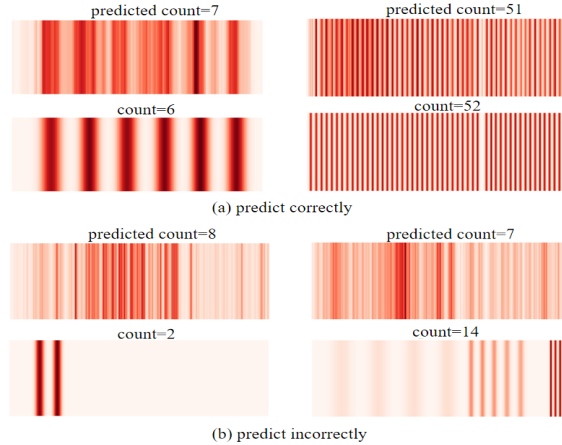 predicted count=7
predicted count=51
count=6
count=52
(a) predict correctly
predicted count=8
predicted count=7
count=2
count=14
(b) predict incorrectly